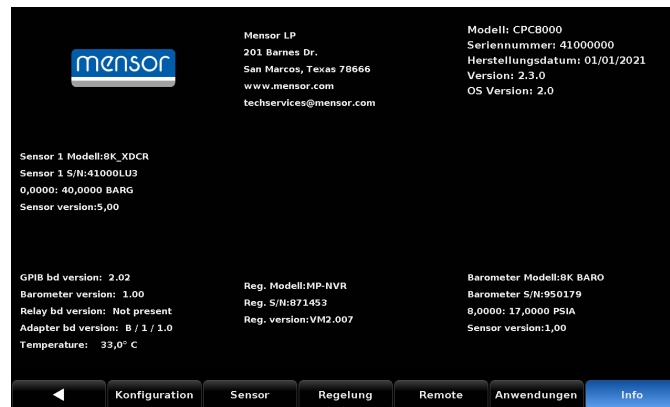 mensor
Mensor LP
201 Barnes Dr.
San Marcos, Texas 78666
www.mensor.com
techservices@mensor.com
Modell: CPC8000
Seriennummer: 41000000
Herstellungsdatum: 01/01/2021
Version: 2.3.0
OS Version: 2.0
Sensor 1 Modell:8K_XDCR
Sensor 1 S/N:41000LU3
0,0000: 40,0000 BARG
Sensor version:5,00
GPIB bd version: 2.02
Barometer version: 1.00
Relay bd version: Not present
Adapter bd version: B / 1 / 1.0
Temperature: 33,0° C
Reg. Modell:MP-NVR
Reg. S/N:871453
Reg. version:VM2.007
Barometer Modell:8K BARO
Barometer S/N:950179
8,0000: 17,0000 PSIA
Sensor version:1,00
Konfiguration
Sensor
Regelung
Remote
Anwendungen
Info